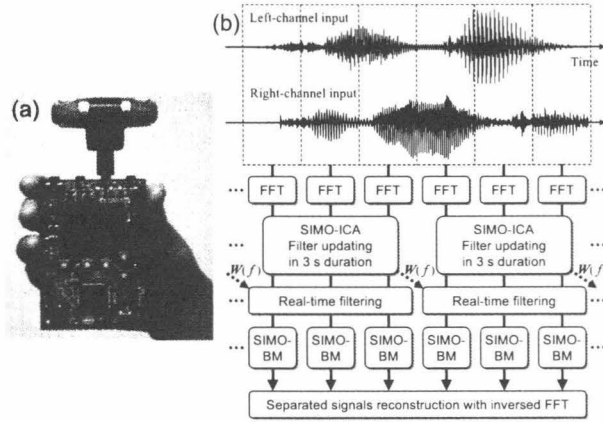 (b)
Left-channel input
Time
Right-channel input
(a)
··· FFT FFT FFT FFT FFT FFT ···
SIMO-ICA
Filter updating
in 3 s duration
SIMO-ICA
Filter updating
in 3 s duration
··· ···
W(f) W(f) W(f)
··· Real-time filtering Real-time filtering ···
··· SIMO-BM SIMO-BM SIMO-BM SIMO-BM SIMO-BM SIMO-BM ···
Separated signals reconstruction with inversed FFT